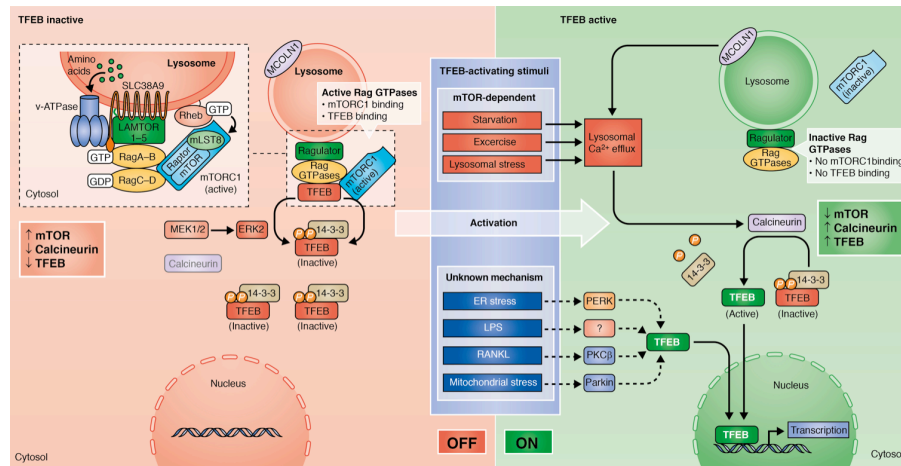 TFEB inactive
Amino
acids
Lysosome
SLC38A9
v-ATPase
LAMTOR
1–5
Rheb
GTP
mLST8
Raptor
mTOR
GTP
RagA–B
GDP
RagC–D
mTORC1
(active)
Cytosol
MCOLN1
Lysosome
Active Rag GTPases
• mTORC1 binding
• TFEB binding
Ragulator
Rag
GTPases
mTORC1
(active)
TFEB
↑ mTOR
↓ Calcineurin
↓ TFEB
MEK1/2
ERK2
Calcineurin
P
P
14-3-3
TFEB
(Inactive)
P
P
14-3-3
TFEB
(Inactive)
P
P
14-3-3
TFEB
(Inactive)
Nucleus
Cytosol
OFF
TFEB-activating stimuli
mTOR-dependent
Starvation
Excercise
Lysosomal stress
Activation
Unknown mechanism
ER stress
LPS
RANKL
Mitochondrial stress
TFEB active
MCOLN1
Lysosome
mTORC1
(inactive)
Lysosomal
Ca²⁺ efflux
Ragulator
Rag
GTPases
Inactive Rag
GTPases
• No mTORC1binding
• No TFEB binding
Calcineurin
↓ mTOR
↑ Calcineurin
↑ TFEB
P
P
14-3-3
TFEB
(Active)
P
P
14-3-3
TFEB
(Inactive)
PERK
?
PKCβ
Parkin
TFEB
Nucleus
TFEB
Transcription
ON
Cytoso